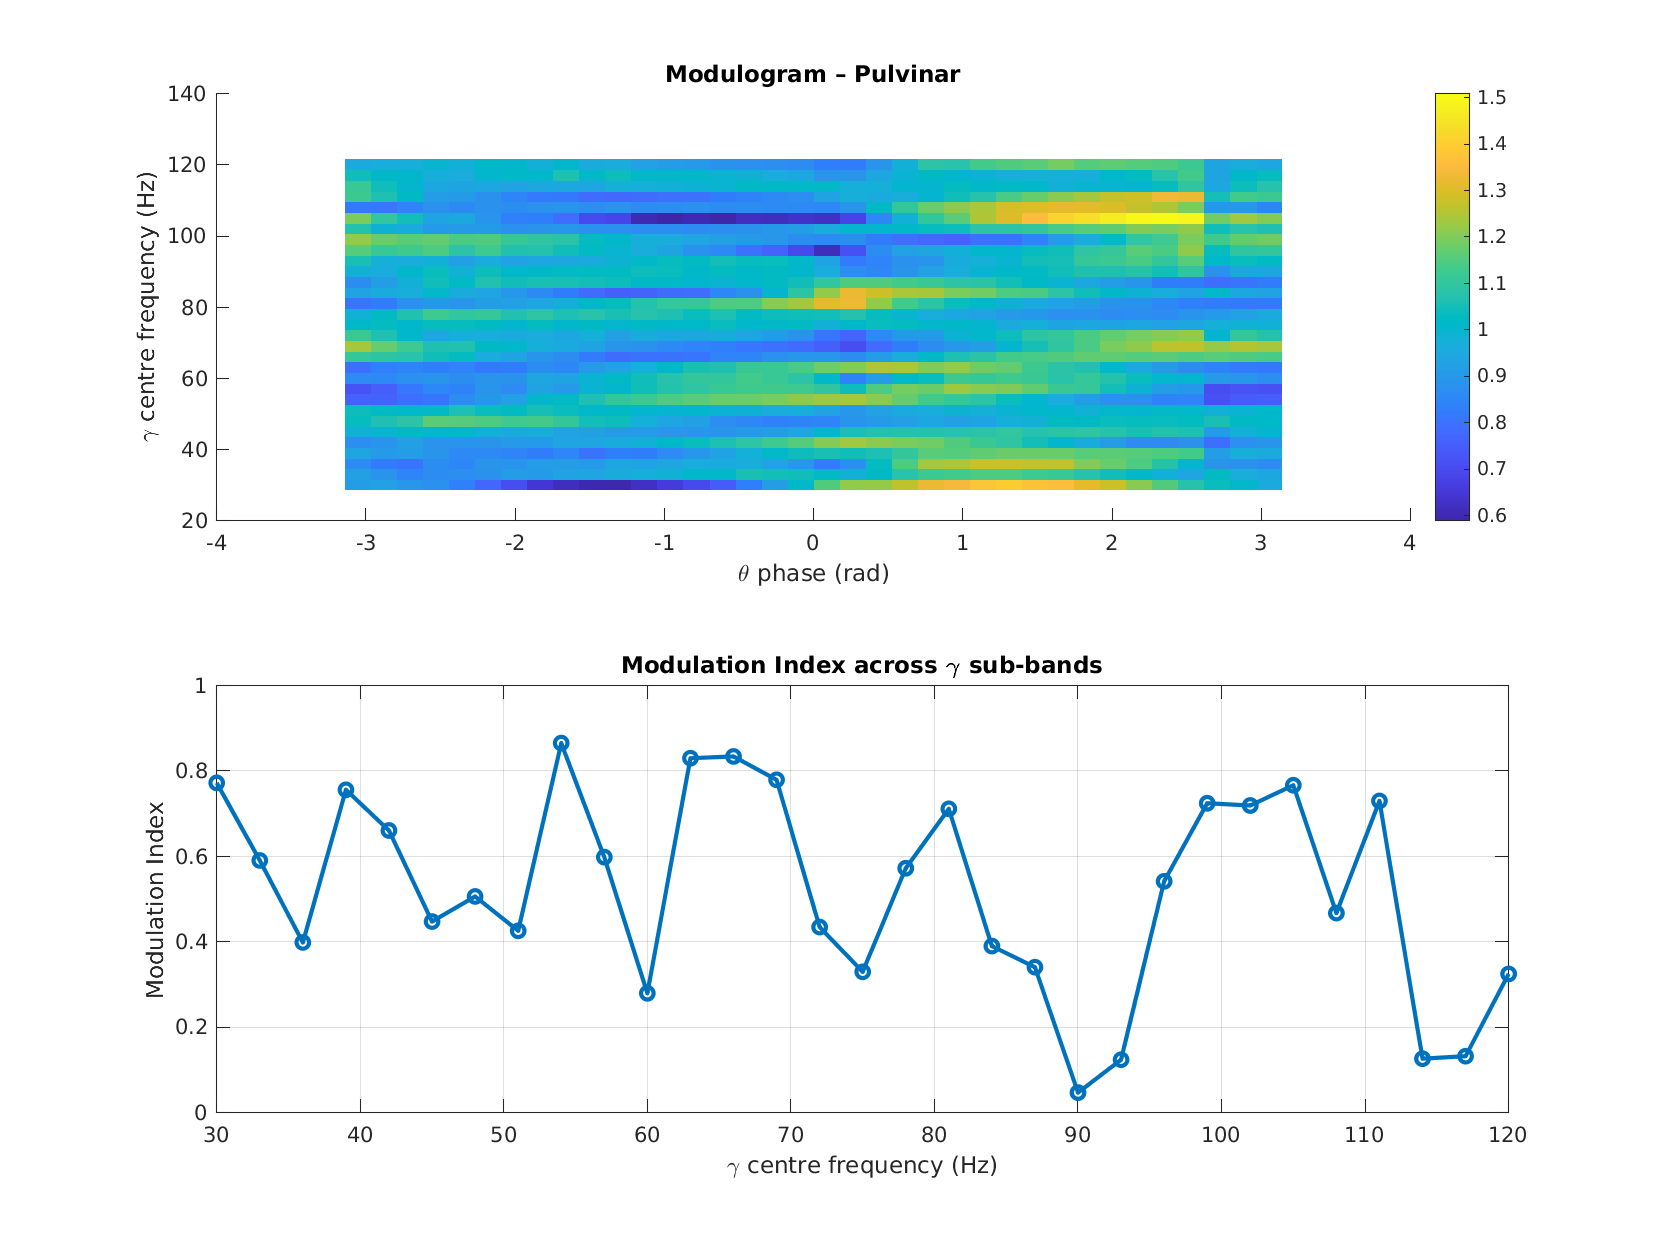 Modulogram – Pulvinar
140
120
100
80
60
40
20
γ centre frequency (Hz)
-4 -3 -2 -1 0 1 2 3 4
θ phase (rad)
1.5
1.4
1.3
1.2
1.1
1
0.9
0.8
0.7
0.6
Modulation Index across γ sub-bands
1
0.8
0.6
0.4
0.2
0
Modulation Index
30 40 50 60 70 80 90 100 110 120
γ centre frequency (Hz)